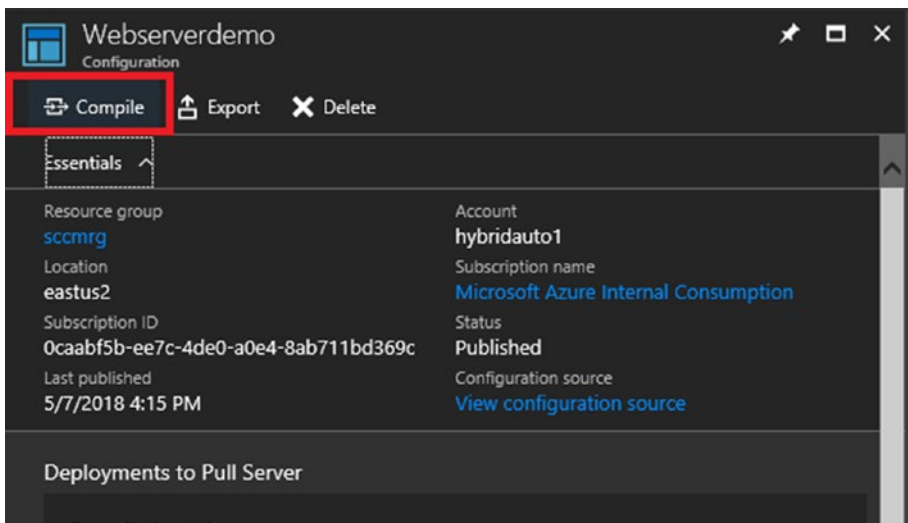 Webserverdemo
Configuration
Compile Export Delete
Essentials
Resource group Account
sccmrg hybridauto1
Location Subscription name
eastus2 Microsoft Azure Internal Consumption
Subscription ID Status
0caabf5b-ee7c-4de0-a0e4-8ab711bd369c Published
Last published Configuration source
5/7/2018 4:15 PM View configuration source
Deployments to Pull Server